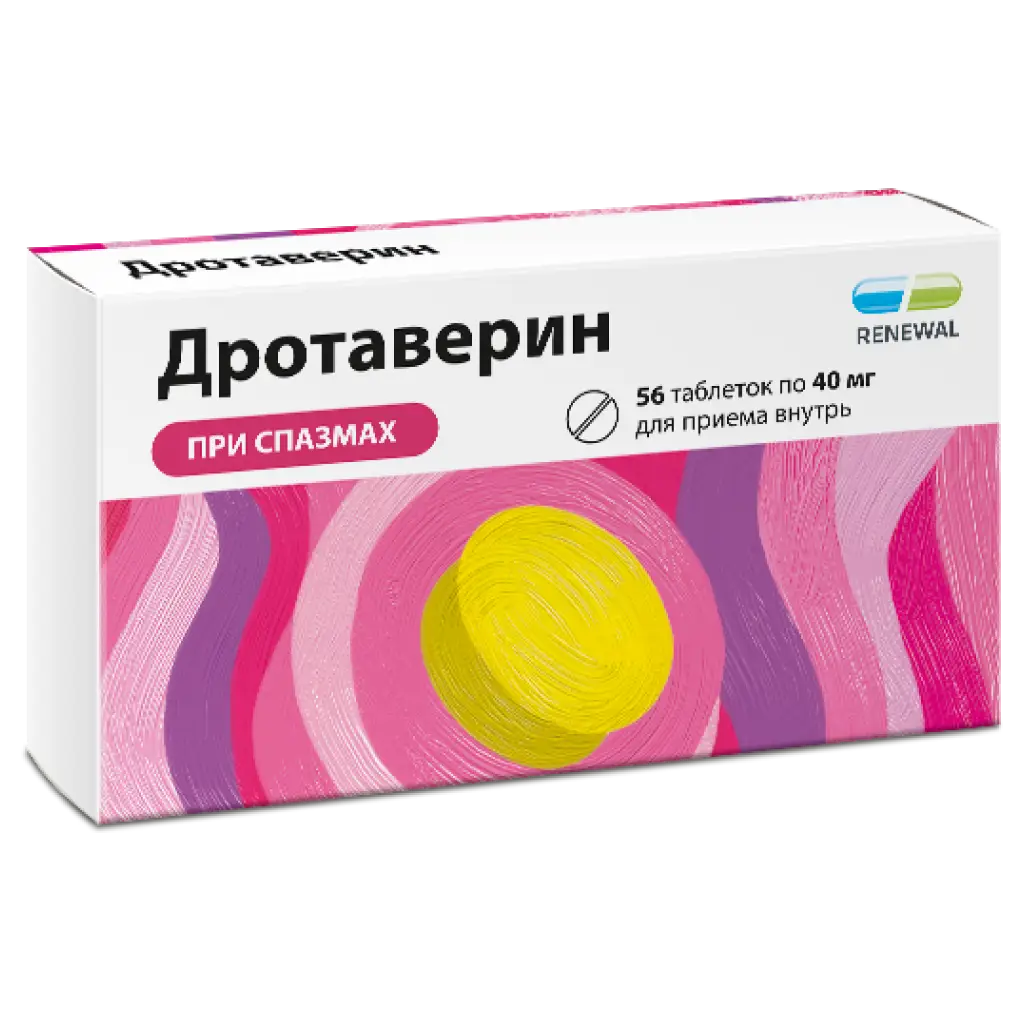 Дротаверин
Дротаверин
RENEWAL
ПРИ СПАЗМАХ
56 таблеток по 40 мг
для приема внутрь